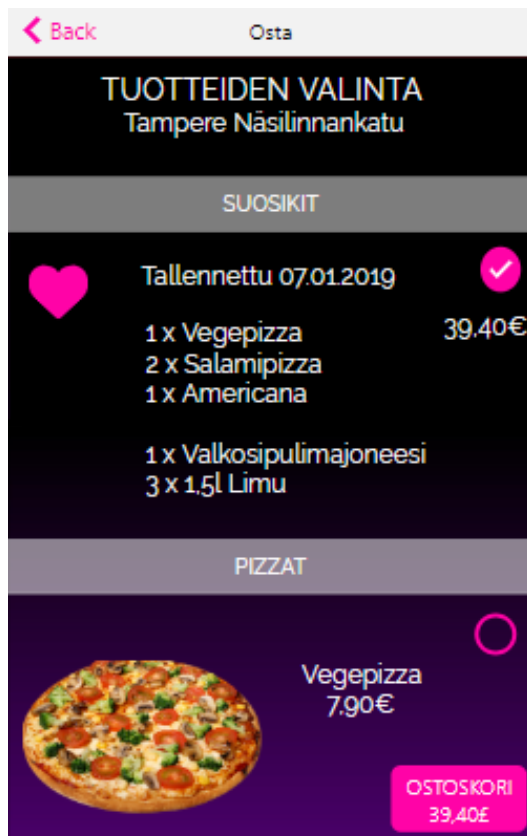 Back
Osta
TUOTTEIDEN VALINTA
Tampere Näsilinnankatu
SUOSIKIT
Tallennettu 07.01.2019
39,40€
1 x Vegepizza
2 x Salamipizza
1 x Americana
1 x Valkosipulimajoneesi
3 x 1,5l Limu
PIZZAT
Vegepizza
7,90€
OSTOSKORI
39,40£